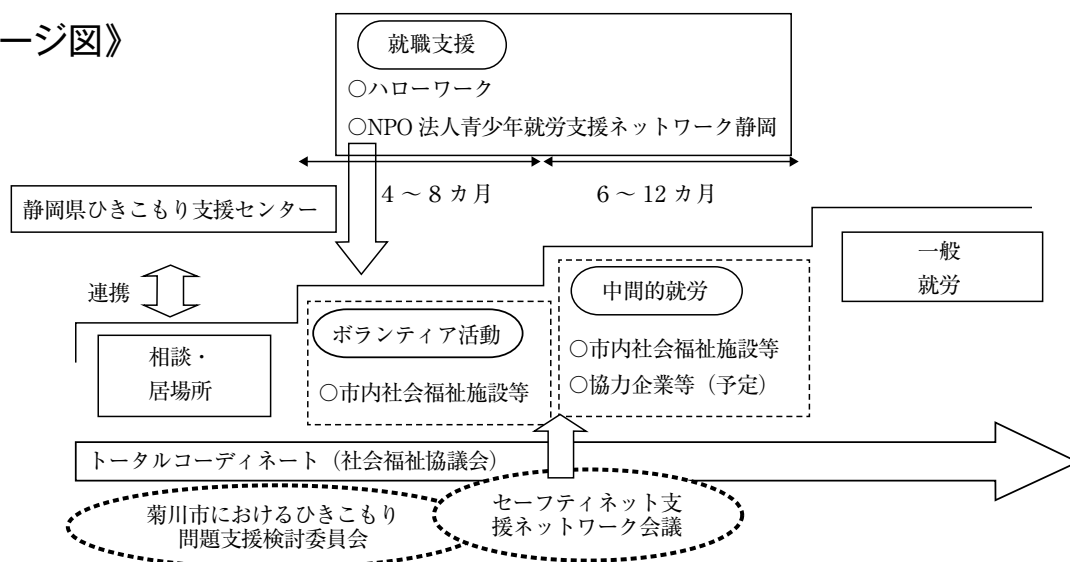 ージ図》
就職支援
○ハローワーク
○NPO 法人青少年就労支援ネットワーク静岡
4 ～ 8 カ月
6 ～ 12 カ月
静岡県ひきこもり支援センター
連携
一般
就労
中間的就労
○市内社会福祉施設等
○協力企業等（予定）
ボランティア活動
○市内社会福祉施設等
相談・
居場所
トータルコーディネート（社会福祉協議会）
菊川市におけるひきこもり
問題支援検討委員会
セーフティネット支
援ネットワーク会議